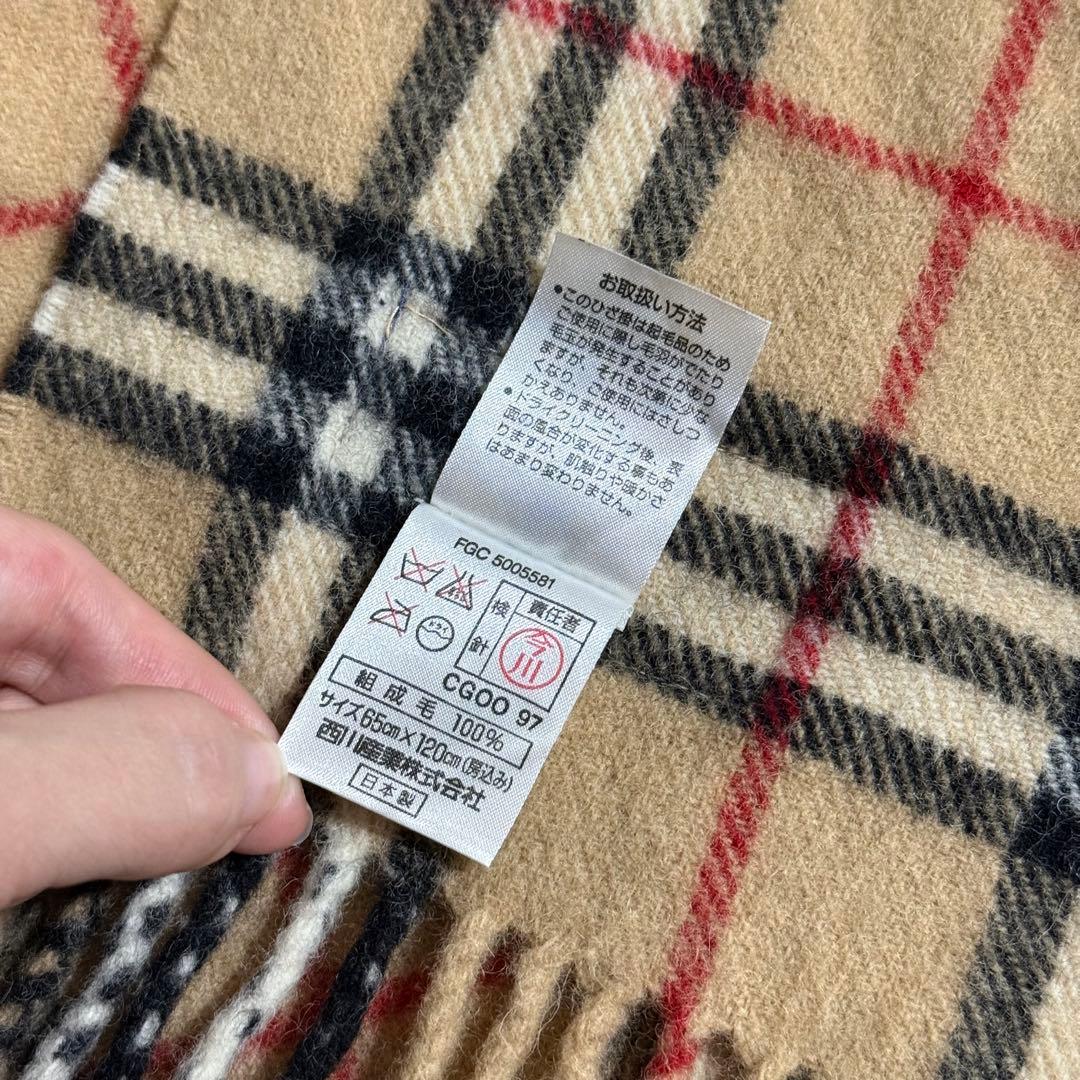 お取扱い方法
●このひざ掛は起毛品のため
ご使用に際し毛羽がでたり
毛玉が発生することがあり
ますが、それも次第に少な
くなり、ご使用にはさしつ
かえありません。
●ドライクリーニング後、表
面の風合が変化する事もあ
りますが、肌触りや暖かさ
はあまり変わりません。
FGC 5005581
検針
責任者
今川
CGOO 97
組成 毛 100%
サイズ65cm×120cm(房込み)
西川産業株式会社
日本製